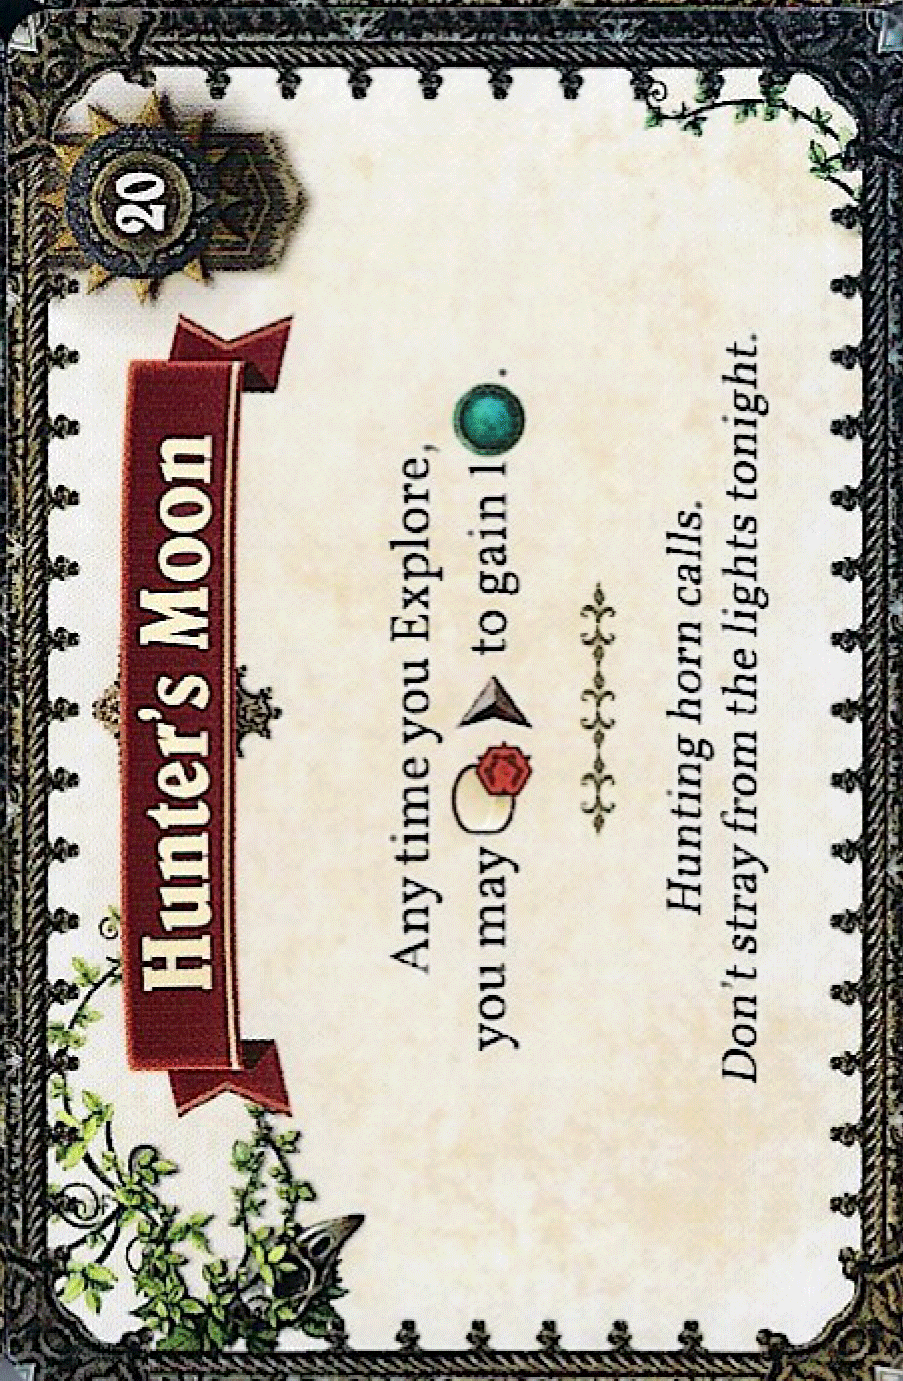 20
Hunter's Moon
Any time you Explore,
you may to gain 1 .
Hunting horn calls.
Don't stray from the lights tonight.